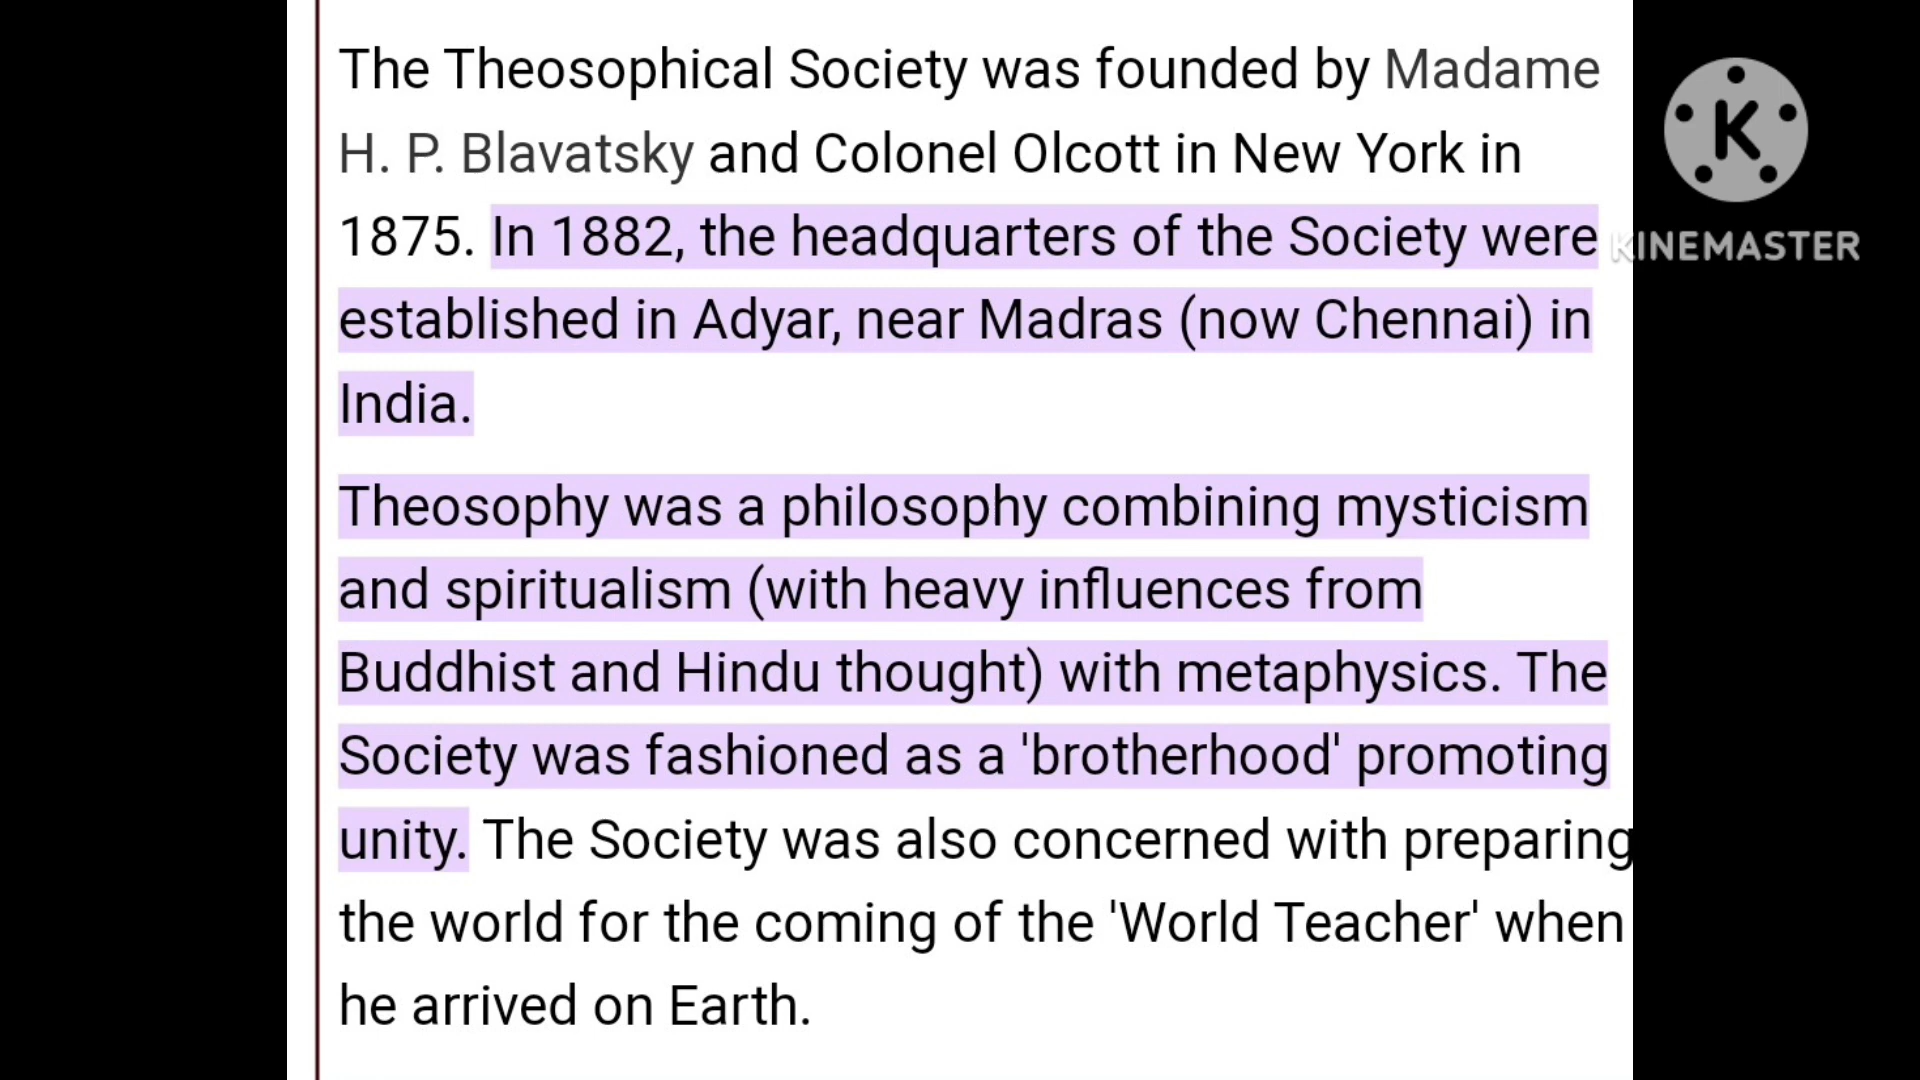 The Theosophical Society was founded by Madame
H. P. Blavatsky and Colonel Olcott in New York in
1875. In 1882, the headquarters of the Society were
established in Adyar, near Madras (now Chennai) in
India.
Theosophy was a philosophy combining mysticism
and spiritualism (with heavy influences from
Buddhist and Hindu thought) with metaphysics. The
Society was fashioned as a 'brotherhood' promoting
unity. The Society was also concerned with preparing
the world for the coming of the 'World Teacher' when
he arrived on Earth.
K
KINEMASTER